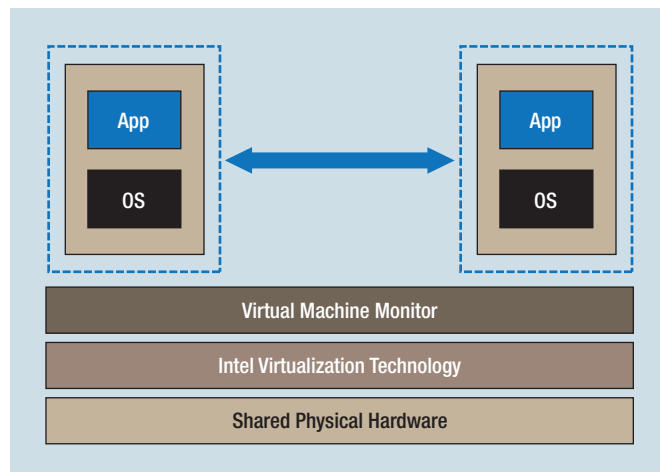 App
App
OS
OS
Virtual Machine Monitor
Intel Virtualization Technology
Shared Physical Hardware